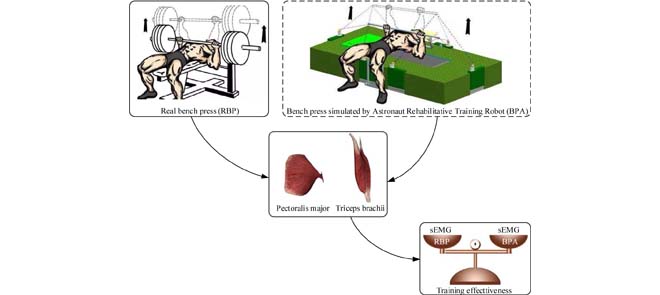 Real bench press (RBP)
Bench press simulated by Astronaut Rehabilitative Training Robot (BPA)
Pectoralis major
Triceps brachii
sEMG
sEMG
RBP
BPA
Training effectiveness